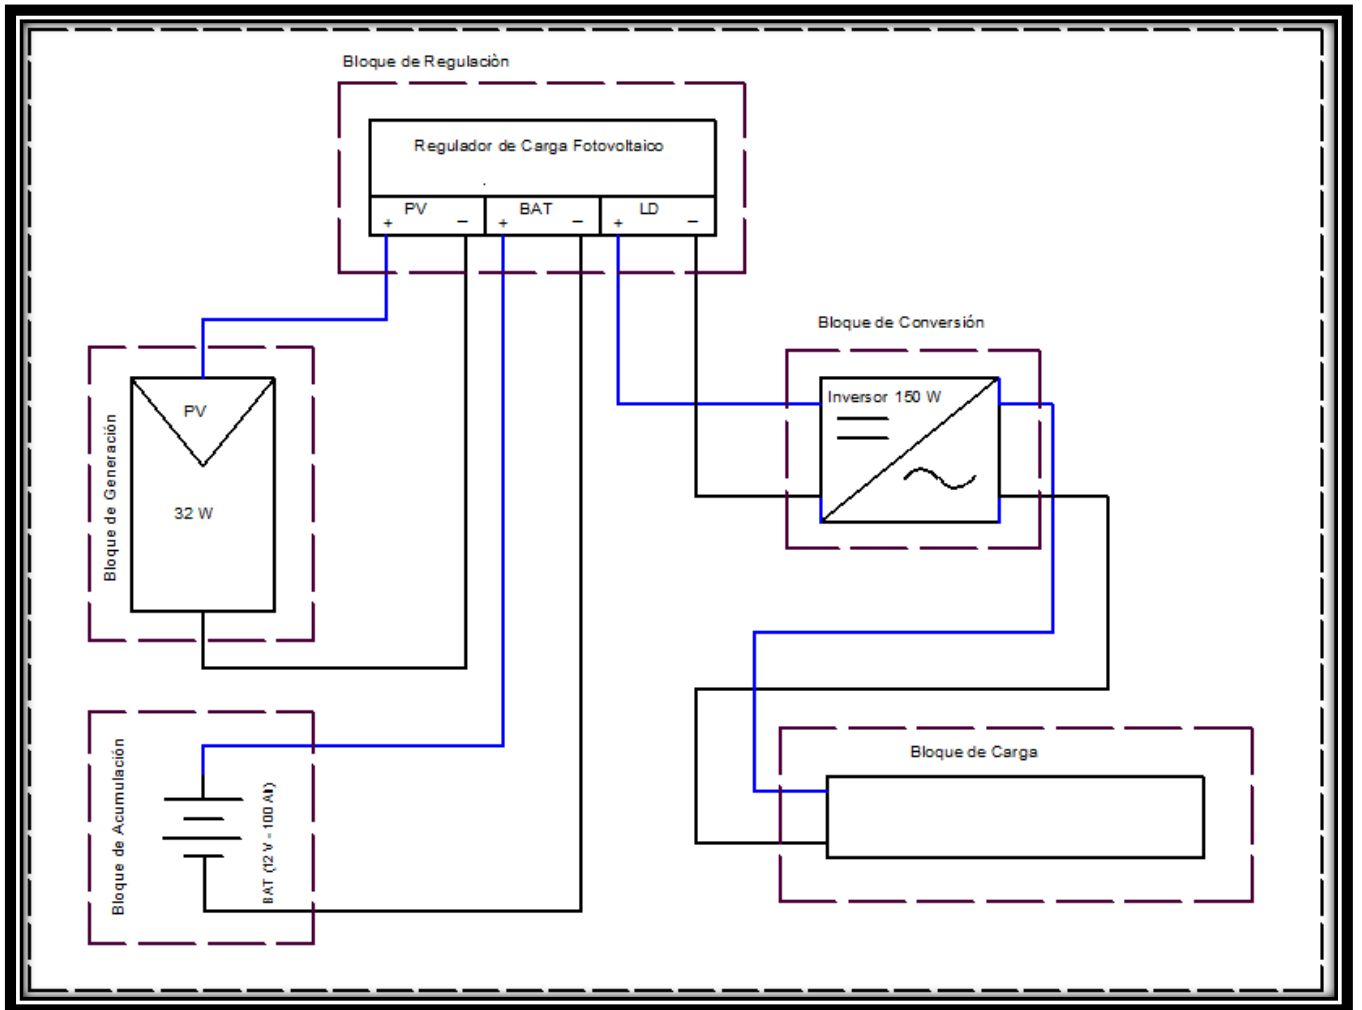 Bloque de Regulaciòn
Regulador de Carga Fotovoltaico
PV BAT LD
+ − + − + −
Bloque de Conversión
Inversor 150 W
Bloque de Generación
PV
32 W
Bloque de Acumulación
BAT (12 V - 100 Ah)
Bloque de Carga